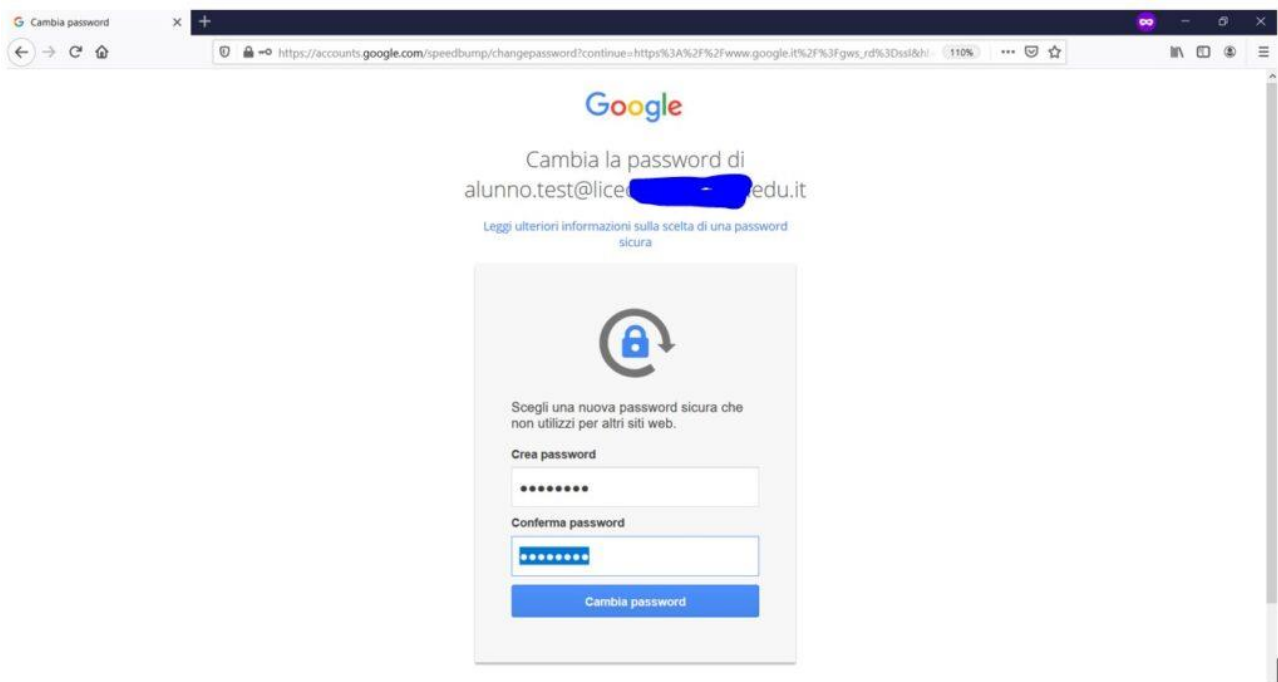 Cambia password
https://accounts.google.com/speedbump/changepassword?continue=https%3A%2F%2Fwww.google.it%2F%3Fgws_rd%3Dssl&hl 110%
Google
Cambia la password di
alunno.test@lice edu.it
Leggi ulteriori informazioni sulla scelta di una password
sicura
Scegli una nuova password sicura che
non utilizzi per altri siti web.
Crea password
Conferma password
Cambia password